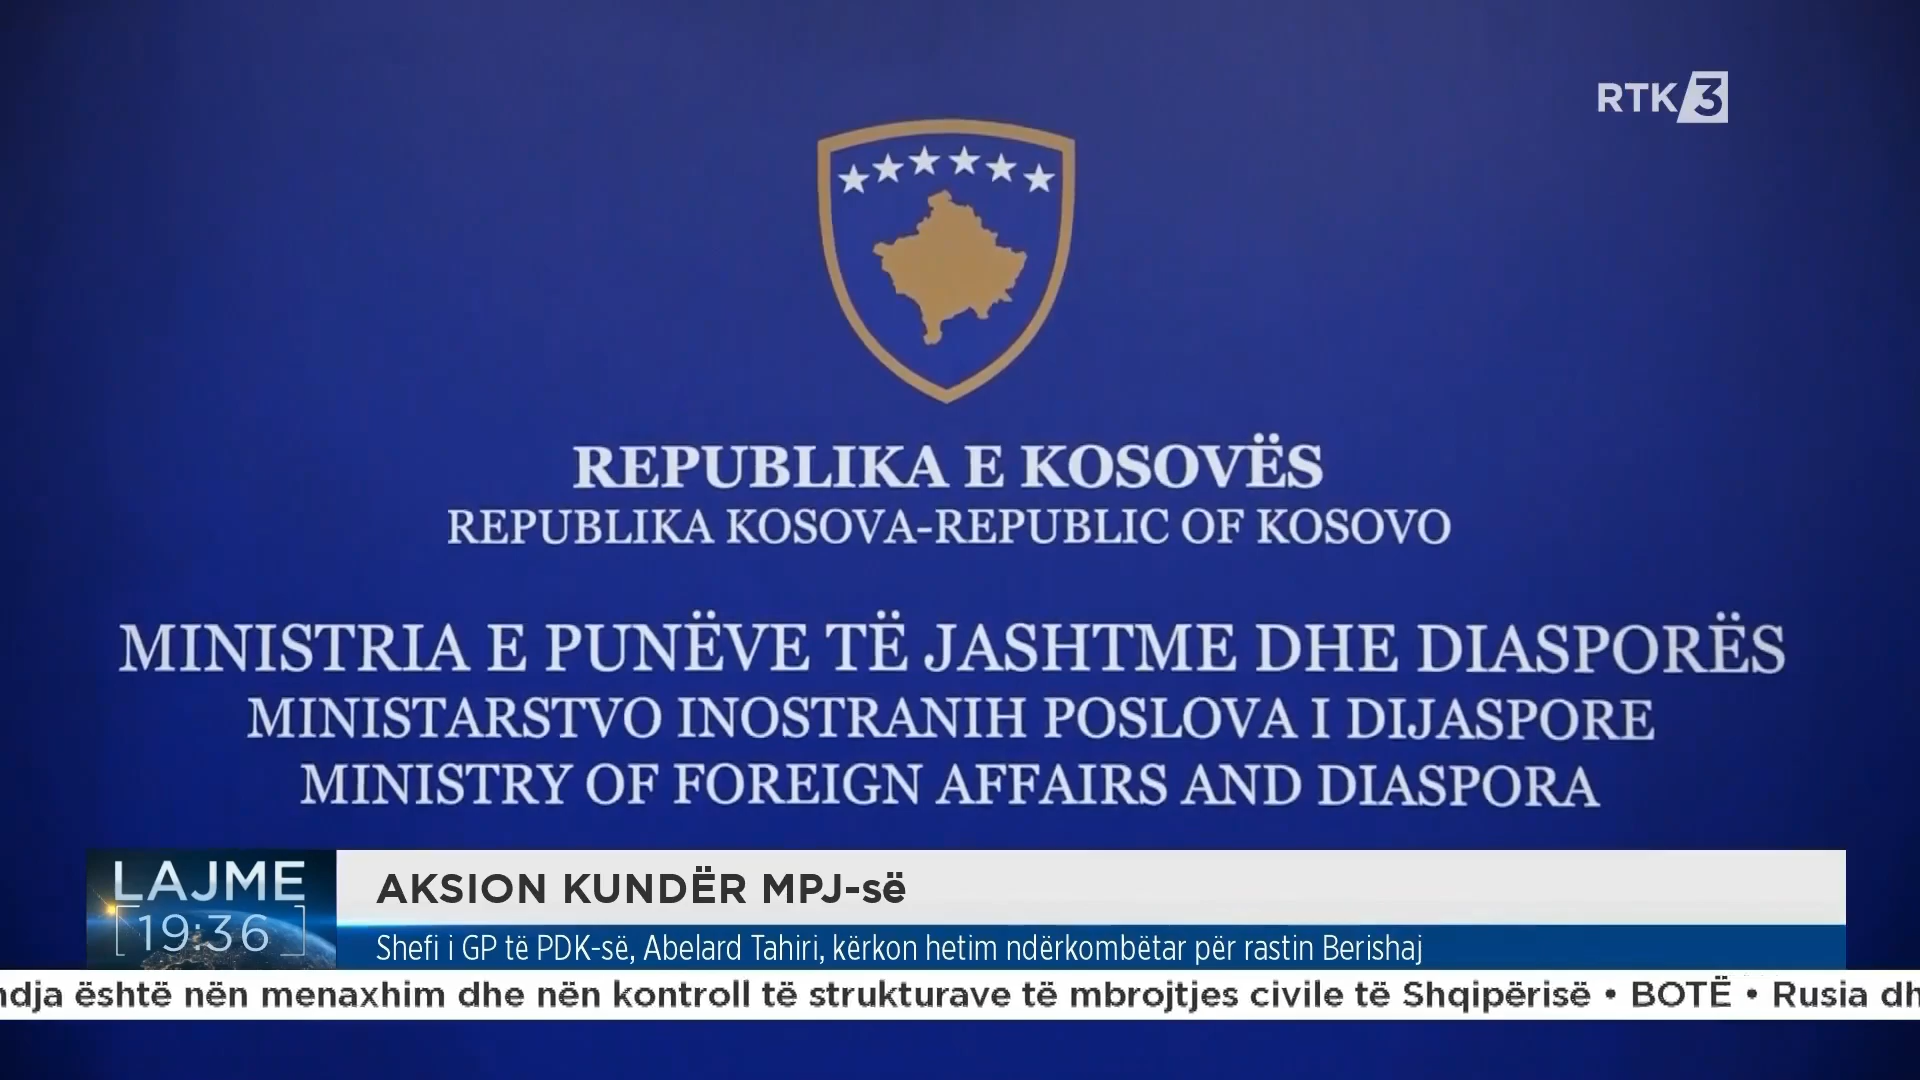 RTK 3
REPUBLIKA E KOSOVËS
REPUBLIKA KOSOVA-REPUBLIC OF KOSOVO
MINISTRIA E PUNËVE TË JASHTME DHE DIASPORËS
MINISTARSTVO INOSTRANIH POSLOVA I DIJASPORE
MINISTRY OF FOREIGN AFFAIRS AND DIASPORA
LAJME
19:36
AKSION KUNDËR MPJ-së
Shefi i GP të PDK-së, Abelard Tahiri, kërkon hetim ndërkombëtar për rastin Berishaj
është nën menaxhim dhe nën kontroll të strukturave të mbrojtjes civile të Shqipërisë • BOTË • Rusia